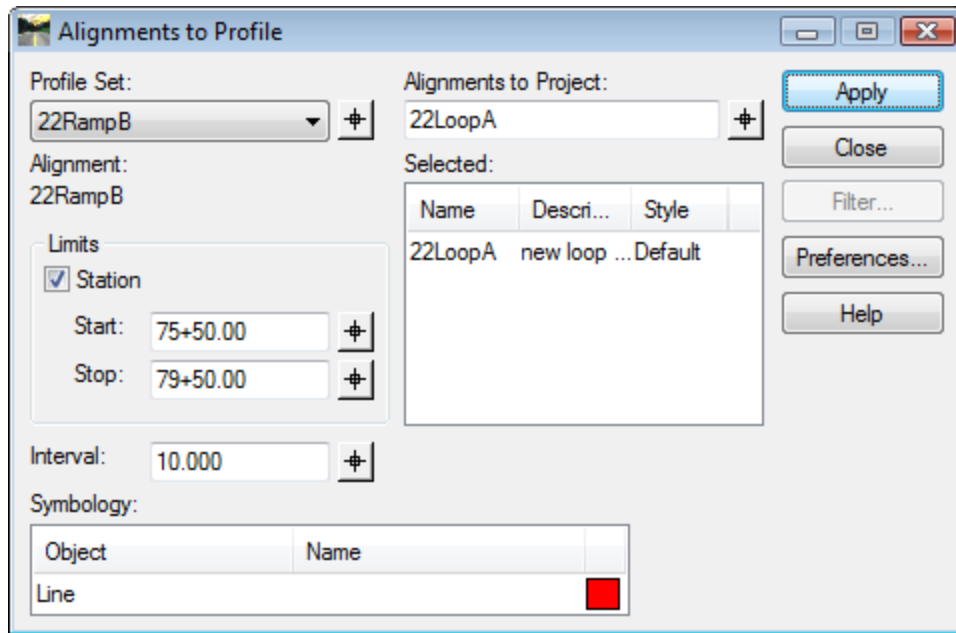 Alignments to Profile
Profile Set:
22RampB
Alignment:
22RampB
Limits
Station
Start: 75+50.00
Stop: 79+50.00
Interval: 10.000
Alignments to Project:
22LoopA
Selected:
Name Descri... Style
22LoopA new loop ... Default
Apply
Close
Filter...
Preferences...
Help
Symbology:
Object Name
Line